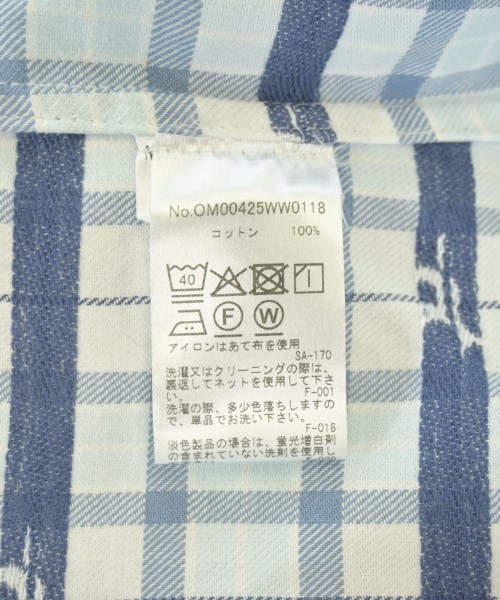 No.OM00425WW0118
コットン 100%
40
F W
アイロンはあて布を使用
SA-170
洗濯又はクリーニングの際は、
裏返してネットを使用して下さ
い。 F-001
洗濯の際、多少色落ちしますの
で、単品でお洗い下さい。
F-018
淡色製品の場合は、蛍光増白剤
の含まれていない洗剤を使用し